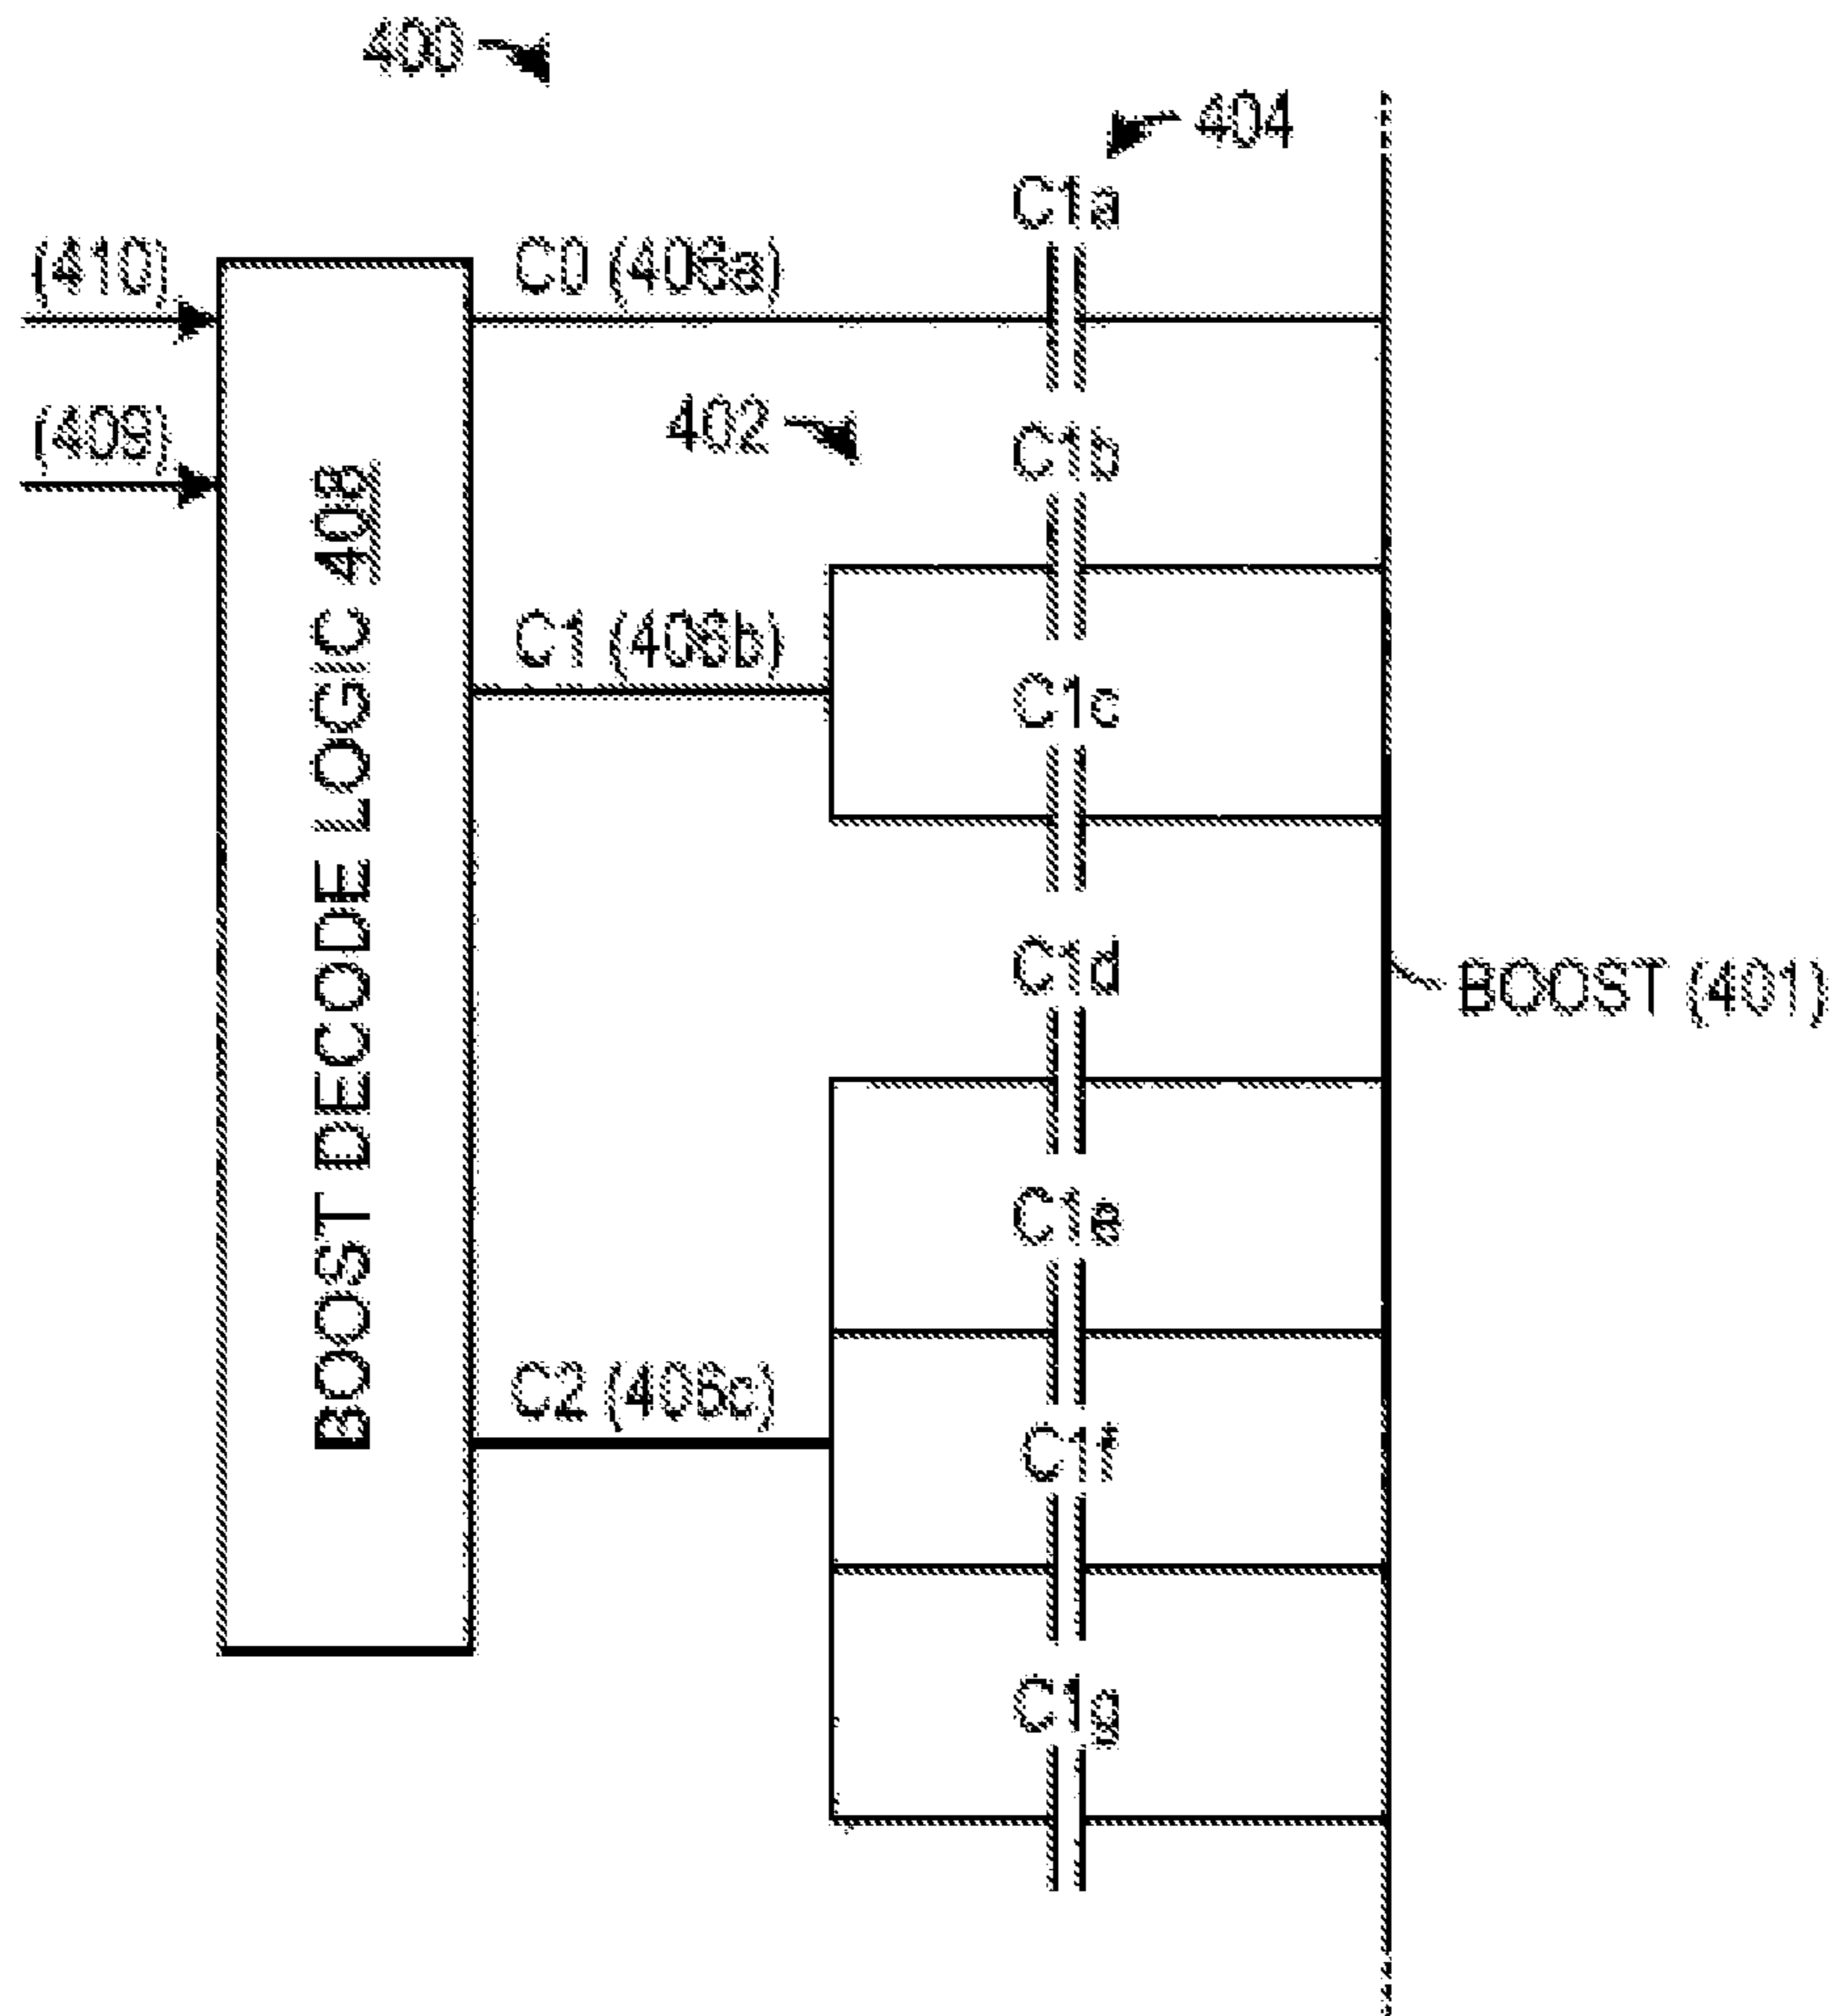 400
404
C1a
(410)
C0 (406a)
402
(409)
C1b
BOOST DECODE LOGIC 408
C1 (406b)
C1c
C1d
BOOST (401)
C1e
C2 (406c)
C1f
C1g